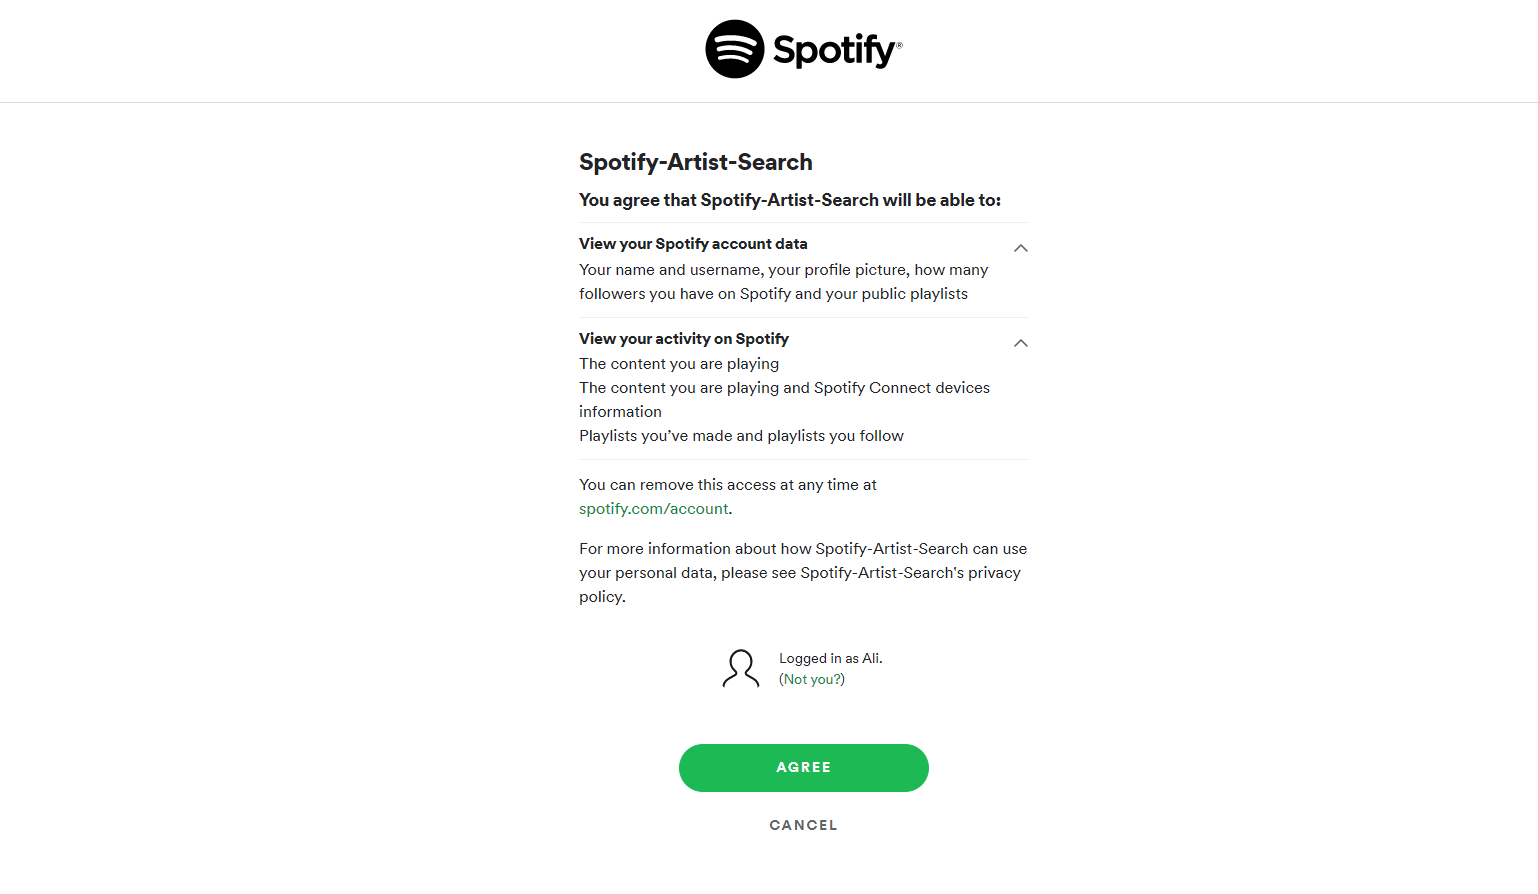 Spotify®
Spotify-Artist-Search
You agree that Spotify-Artist-Search will be able to:
View your Spotify account data
Your name and username, your profile picture, how many
followers you have on Spotify and your public playlists
View your activity on Spotify
The content you are playing
The content you are playing and Spotify Connect devices
information
Playlists you’ve made and playlists you follow
You can remove this access at any time at
spotify.com/account.
For more information about how Spotify-Artist-Search can use
your personal data, please see Spotify-Artist-Search's privacy
policy.
Logged in as Ali.
(Not you?)
AGREE
CANCEL